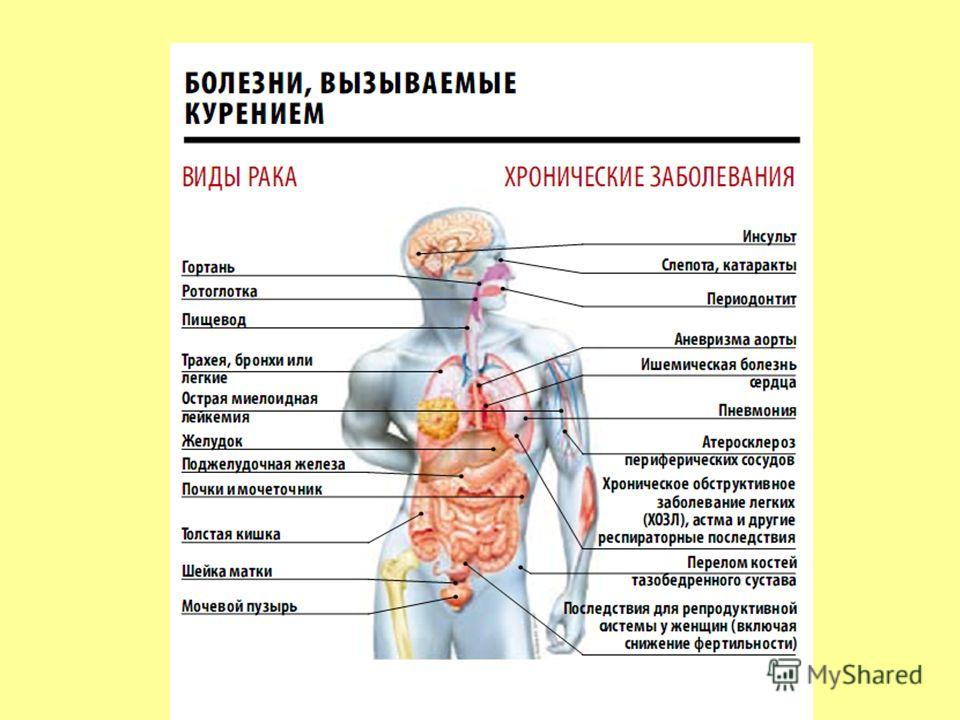 БОЛЕЗНИ, ВЫЗЫВАЕМЫЕ
КУРЕНИЕМ
ВИДЫ РАКА
Гортань
Ротоглотка
Пищевод
Трахея, бронхи или
легкие
Острая миелоидная
лейкемия
Желудок
Поджелудочная железа
Почки и мочеточник
Толстая кишка
Шейка матки
Мочевой пузырь
ХРОНИЧЕСКИЕ ЗАБОЛЕВАНИЯ
Инсульт
Слепота, катаракты
Периодонтит
Аневризма аорты
Ишемическая болезнь
сердца
Пневмония
Атеросклероз
периферических сосудов
Хроническое обструктивное
заболевание легких
(ХОЗЛ), астма и другие
респираторные последствия
Перелом костей
тазобедренного сустава
Последствия для репродуктивной
системы у женщин (включая
снижение фертильности)
MyShared